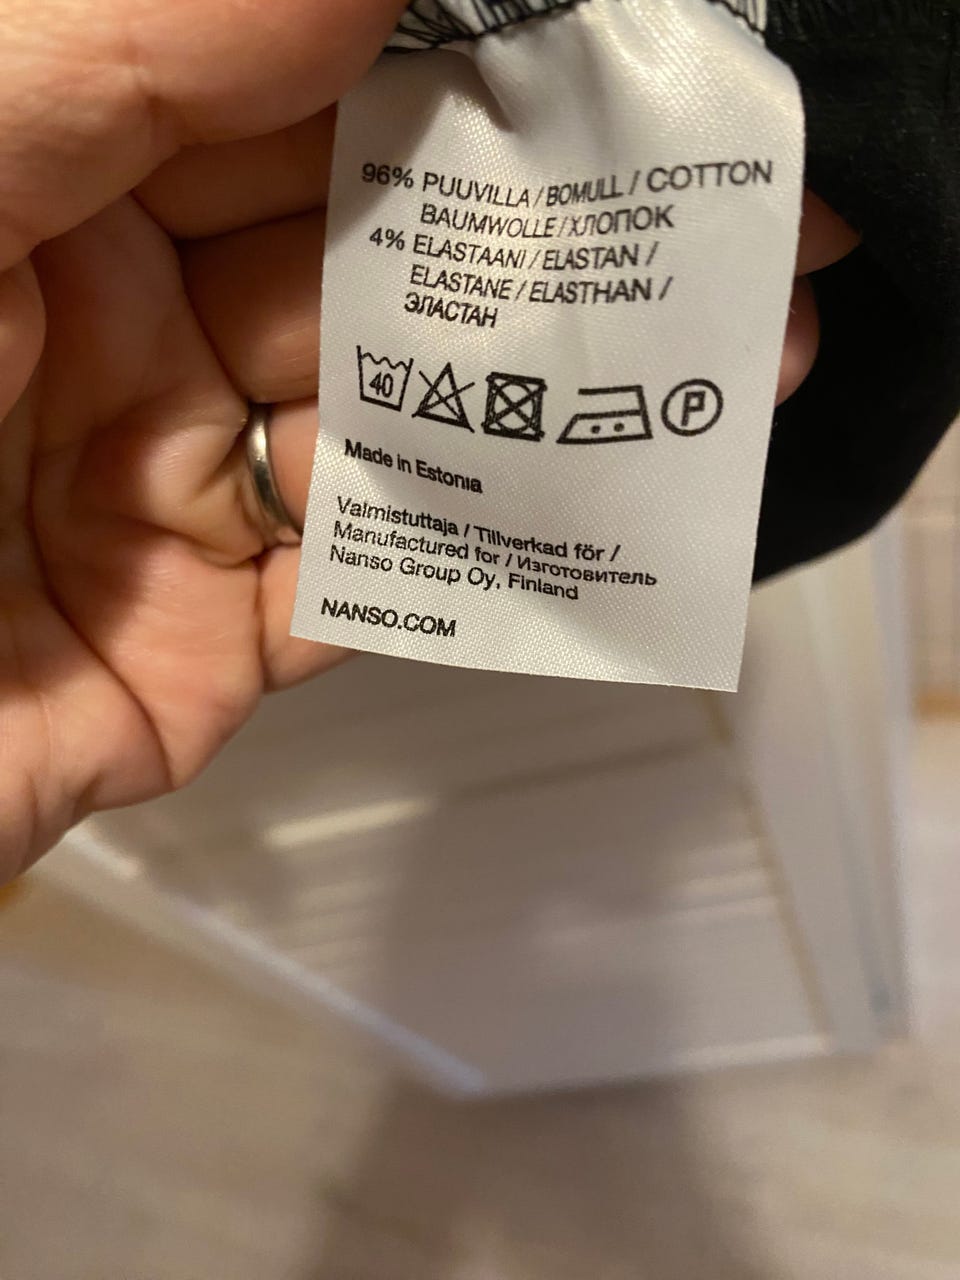 96% PUUVILLA / BOMULL / COTTON
BAUMWOLLE / ХЛОПОК
4% ELASTAANI / ELASTAN /
ELASTANE / ELASTHAN /
ЭЛАСТАН
40
P
Made in Estonia
Valmistuttaja / Tillverkad för /
Manufactured for / Изготовитель
Nanso Group Oy, Finland
NANSO.COM